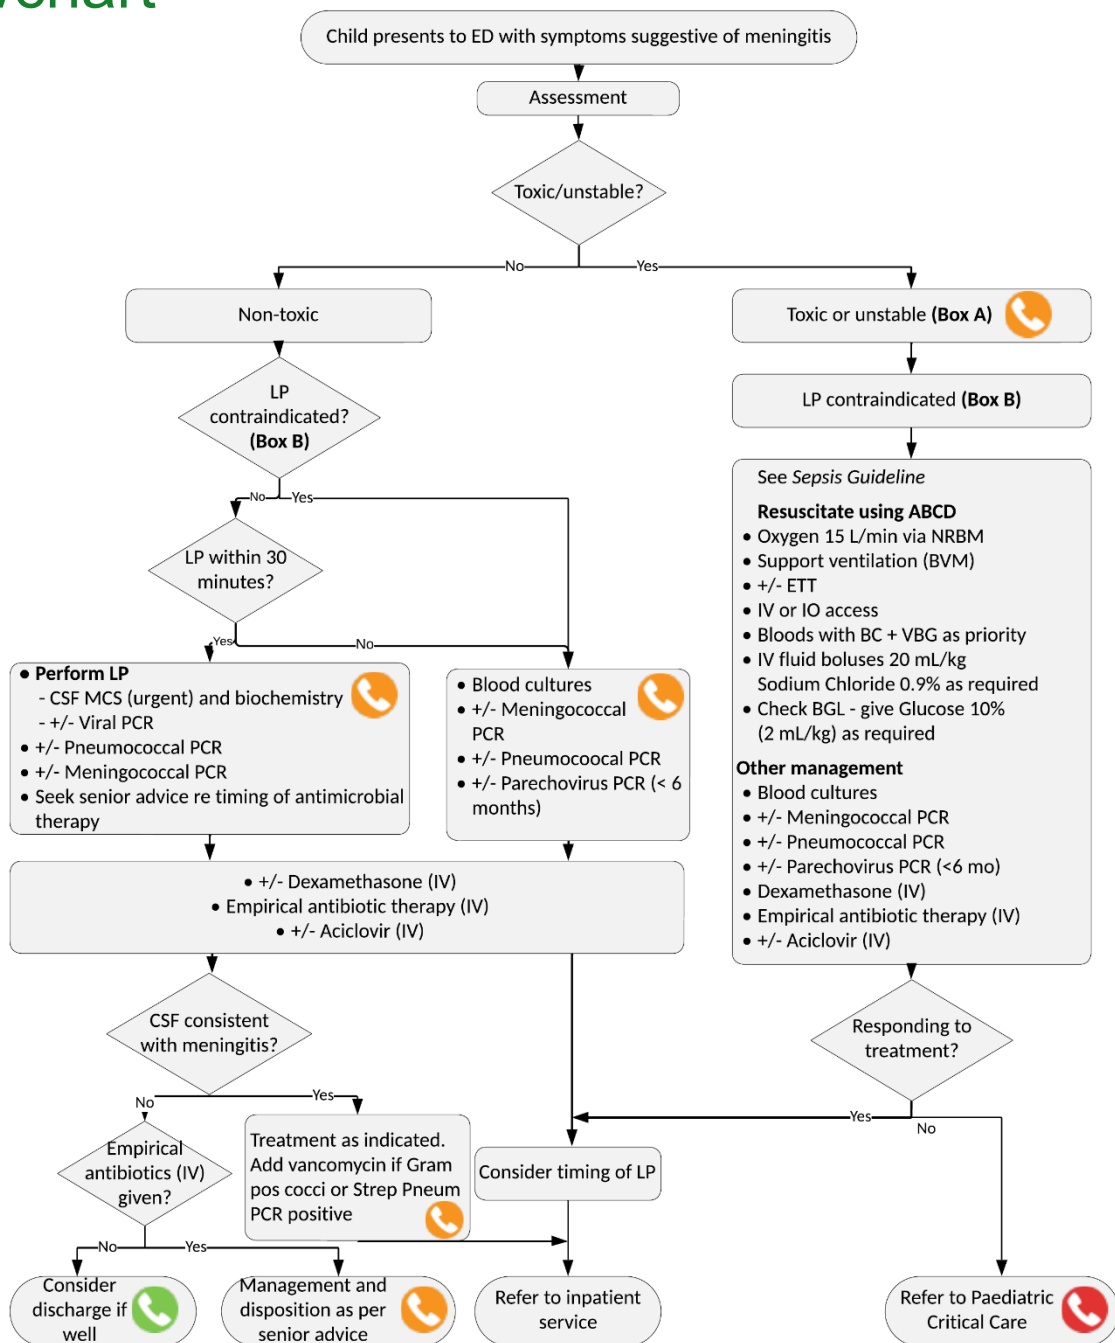 Child presents to ED with symptoms suggestive of meningitis
Assessment
Toxic/unstable?
No
Yes
Non-toxic
Toxic or unstable (Box A)
LP
contraindicated?
(Box B)
LP contraindicated (Box B)
No
Yes
LP within 30
minutes?
Yes
No
• Perform LP
- CSF MCS (urgent) and biochemistry
- +/- Viral PCR
• +/- Pneumococcal PCR
• +/- Meningococcal PCR
• Seek senior advice re timing of antimicrobial
therapy
• Blood cultures
• +/- Meningococcal
PCR
• +/- Pneumoocoocal PCR
• +/- Parechovirus PCR (< 6
months)
See Sepsis Guideline
Resuscitate using ABCD
• Oxygen 15 L/min via NRBM
• Support ventilation (BVM)
• +/- ETT
• IV or IO access
• Bloods with BC + VBG as priority
• IV fluid boluses 20 mL/kg
Sodium Chloride 0.9% as required
• Check BGL - give Glucose 10%
(2 mL/kg) as required
Other management
• Blood cultures
• +/- Meningococcal PCR
• +/- Pneumococcal PCR
• +/- Parechovirus PCR (<6 mo)
• Dexamethasone (IV)
• Empirical antibiotic therapy (IV)
• +/- Aciclovir (IV)
• +/- Dexamethasone (IV)
• Empirical antibiotic therapy (IV)
• +/- Aciclovir (IV)
CSF consistent
with meningitis?
Responding to
treatment?
No
Yes
Yes
No
Empirical
antibiotics (IV)
given?
Treatment as indicated.
Add vancomycin if Gram
pos cocci or Strep Pneum
PCR positive
Consider timing of LP
No
Yes
Consider
discharge if
well
Management and
disposition as per
senior advice
Refer to inpatient
service
Refer to Paediatric
Critical Care